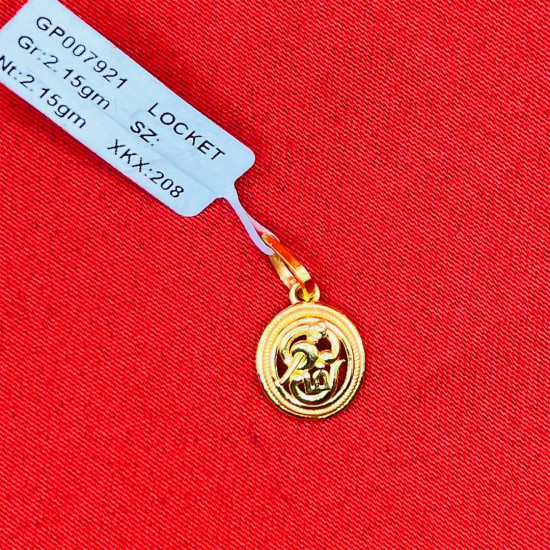 GP007921 LOCKET
Gr:2.15gm SZ:
Nt:2.15gm XKX:208